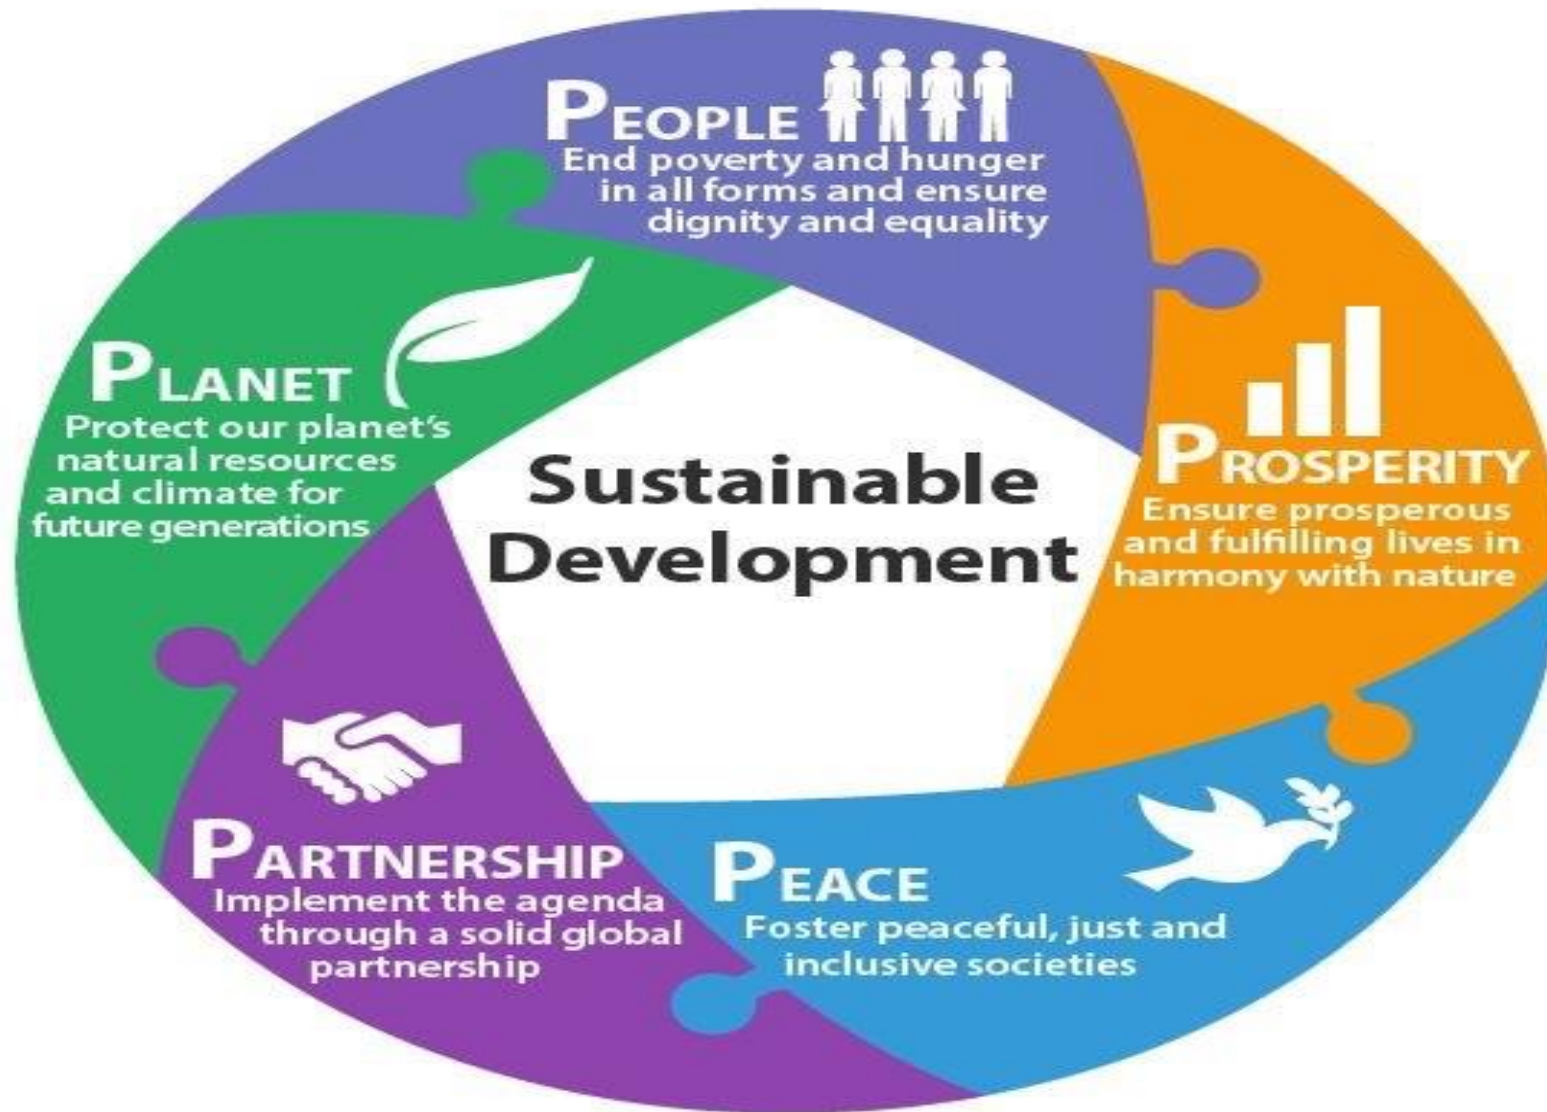 PEOPLE
End poverty and hunger
in all forms and ensure
dignity and equality
PROSPERITY
Ensure prosperous
and fulfilling lives in
harmony with nature
PEACE
Foster peaceful, just and
inclusive societies
PARTNERSHIP
Implement the agenda
through a solid global
partnership
PLANET
Protect our planet's
natural resources
and climate for
future generations
Sustainable
Development